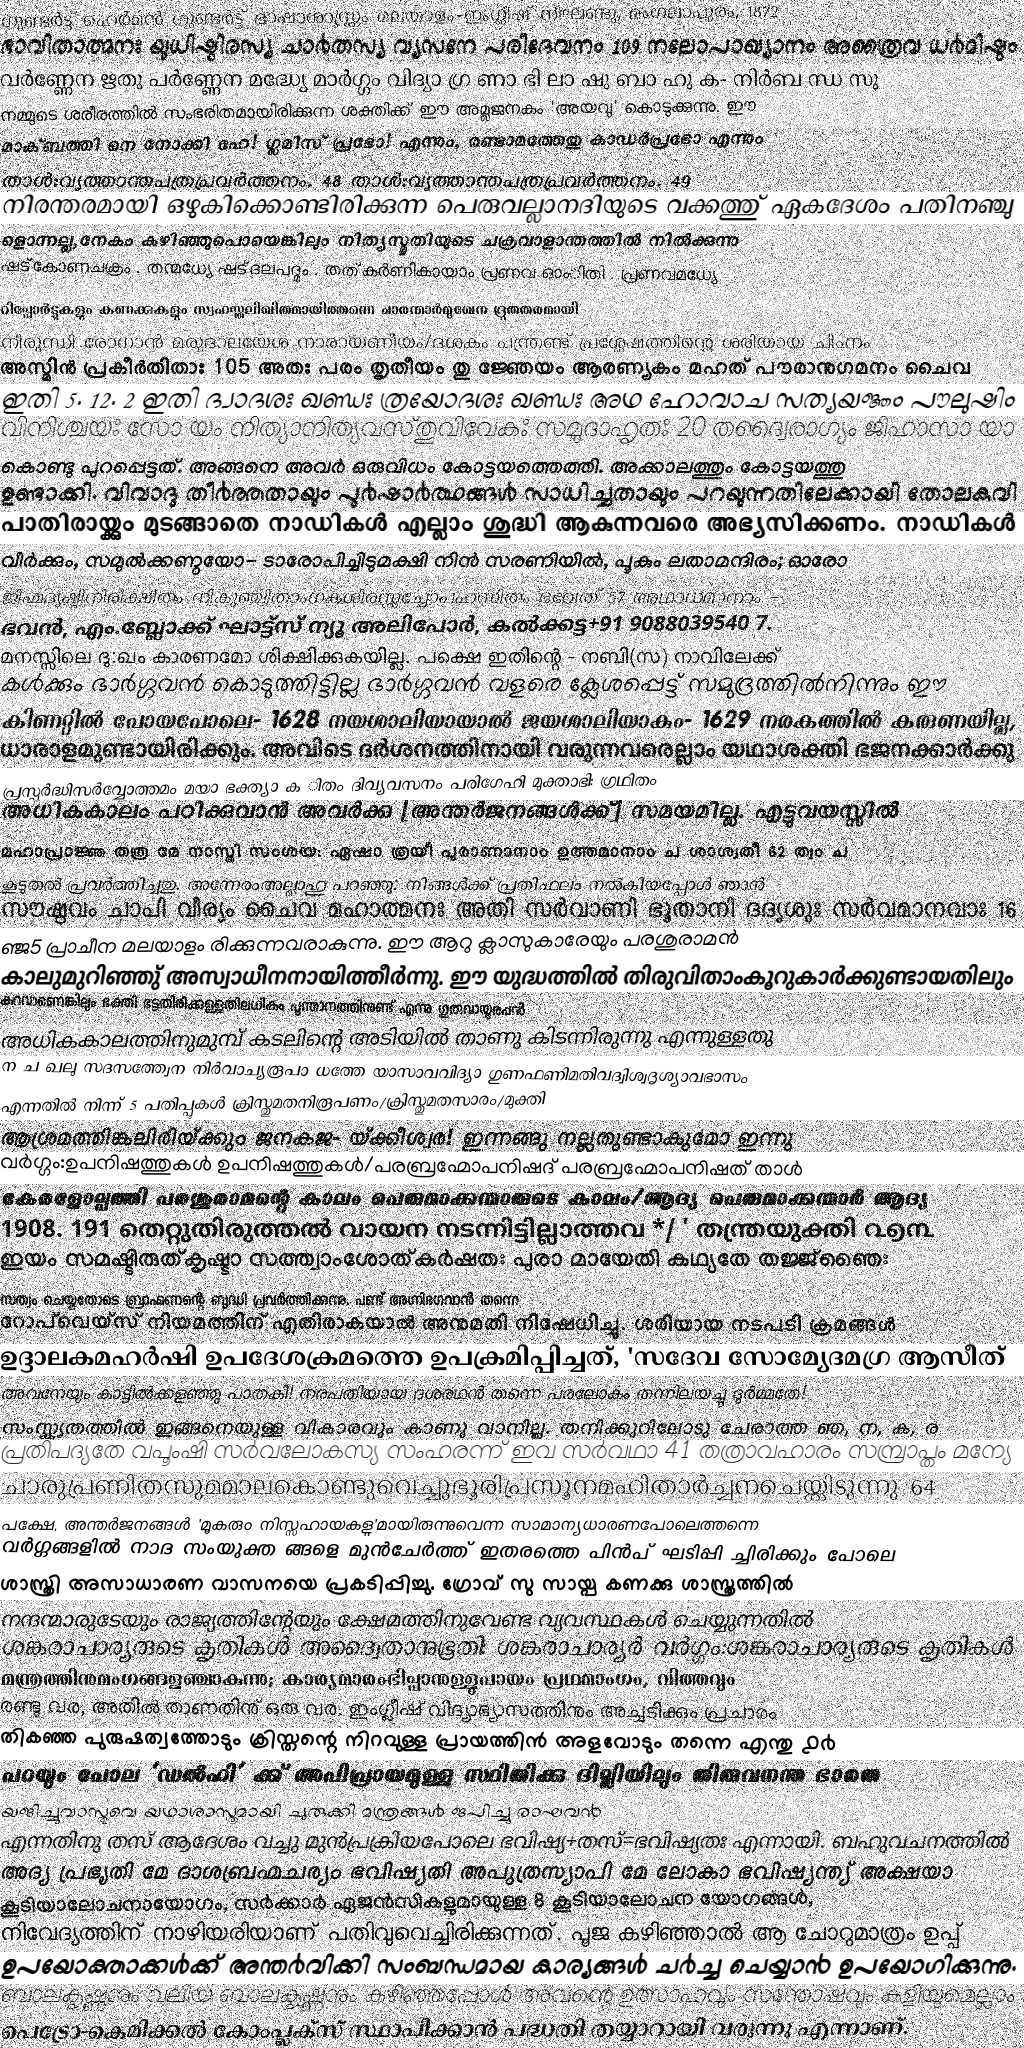 ഗുണ്ടെർട്ട് ഹെർമൻ ഗുണ്ടെർട്ട് ഭാഷാശാസ്ത്രം മലയാളം-ഇംഗ്ലീഷ് നിഘണ്ടു, മംഗലാപുരം, 1872
ഭാവിതാത്മനഃ യുധിഷ്ഠിരസ്യ ചാർതസ്യ വ്യസനേ പരിദേവനം 109 നലോപാഖ്യാനം അത്രൈവ ധർമിഷ്ഠം
വർണ്ണേന ഋതു പർണ്ണേന മദ്ധ്യേ മാർഗ്ഗം വിദ്യാ ഗ്ര ണാ ഭി ലാ ഷു ബാ ഹു ക- നിർബ ന്ധ സു
നമ്മുടെ ശരീരത്തിൽ സംഭരിതമായിരിക്കുന്ന ശക്തിക്ക് ഈ അമ്ലജനകം 'അയവു' കൊടുക്കുന്നു. ഈ
മാക്ബത്തി നെ നോക്കി ഹേ! ഗ്ലമിസ് പ്രഭോ! എന്നും, രണ്ടാമത്തേതു കാഡർപ്രഭോ എന്നും
താൾ:വൃത്താന്തപത്രപ്രവർത്തനം. 48 താൾ:വൃത്താന്തപത്രപ്രവർത്തനം. 49
നിരന്തരമായി ഒഴുകിക്കൊണ്ടിരിക്കുന്ന പെരുവല്ലാനദിയുടെ വക്കത്തു് ഏകദേശം പതിനഞ്ചു
ളൊന്നല്ല,നേകം കഴിഞ്ഞുപൊയെങ്കിലും നിത്യസ്മൃതിയുടെ ചക്രവാളാന്തത്തിൽ നിൽക്കുന്നു
ഷട്കോണചക്രം . തന്മധ്യേ ഷട്ദലപദ്മം . തത്കർണികായാം പ്രണവ ഓംിതി . പ്രണവമധ്യേ
റിപ്പോർട്ടുകളും കണക്കുകളും സ്വഹസ്തലിഖിതമായിത്തന്നെ ചാരന്മാർമുഖേന ദ്രുതതരമായി
നീരുന്ധി രോഗാൻ മരുദാലയേശ നാരായണീയം/ദശകം പന്ത്രണ്ട് പ്രശ്ലേഷത്തിന്റെ ശരിയായ ചിഹ്നം
അസ്മിൻ പ്രകീർതിതാഃ 105 അതഃ പരം തൃതീയം തു ജ്ഞേയം ആരണ്യകം മഹത് പൗരാനുഗമനം ചൈവ
ഇതി 5. 12. 2 ഇതി ദ്വാദശഃ ഖണ്ഡഃ ത്രയോദശഃ ഖണ്ഡഃ അഥ ഹോവാച സത്യയജ്ഞം പൗലുഷിം
വിനിശ്ചയഃ സോ യം നിത്യാനിത്യവസ്തുവിവേകഃ സമുദാഹൃതഃ 20 തദ്വൈരാഗ്യം ജിഹാസാ യാ
കൊണ്ടു പുറപ്പെട്ടത്. അങ്ങനെ അവർ ഒരുവിധം കോട്ടയത്തെത്തി. അക്കാലത്തും കോട്ടയത്തു
ളുണ്ടാക്കി. വിവാദു തീർത്തതായും പുർഷാർത്ഥങ്ങൾ സാധിച്ചതായും പറയുന്നതിലേക്കായി തോലകവി
പാതിരായ്ക്കും മുടങ്ങാതെ നാഡികൾ എല്ലാം ശുദ്ധി ആകുന്നവരെ അഭ്യസിക്കണം. നാഡികൾ
വീർക്കും, സമുൽക്കണ്ഠയോ– ടാരോപിച്ചിടുമക്ഷി നിൻ സരണിയിൽ, പൂകും ലതാമന്ദിരം; ഓരോ
ഭവൻ, എം.ബ്ലോക്ക് ഘാട്ട്സ് ന്യൂ അലിപോർ, കൽക്കട്ട+91 9088039540 7.
മനസ്സിലെ ദു:ഖം കാരണമോ ശിക്ഷിക്കുകയില്ല. പക്ഷെ ഇതിന്റെ - നബി(സ) നാവിലേക്ക്
കൾക്കും ഭാർഗ്ഗവൻ കൊടുത്തിട്ടില്ല ഭാർഗ്ഗവൻ വളരെ ക്ലേശപ്പെട്ട് സമുദ്രത്തിൽനിന്നും ഈ
കിണറ്റിൽ പോയപോലെ- 1628 നയശാലിയായാൽ ജയശാലിയാകും- 1629 നരകത്തിൽ കരുണയില്ല,
ധാരാളമുണ്ടായിരിക്കും. അവിടെ ദർശനത്തിനായി വരുന്നവരെല്ലാം യഥാശക്തി ഭജനക്കാർക്കു
പ്രസ്പർദ്ധിസർവ്വോത്തമം മയാ ഭക്ത്യാ ക ിതം ദിവ്യവസനം പരിഗേഹി മുക്താഭിഃ ഗ്രഥിതം
അധികകാലം പഠിക്കുവാൻ അവർക്കു [അന്തർജനങ്ങൾക്ക്] സമയമില്ല. എട്ടുവയസ്സിൽ
മഹാപ്രാജ്ഞ തത്ര മേ നാസ്തി സംശയഃ ഏഷാ ത്രയീ പുരാണാനാം ഉത്തമാനാം ച ശാശ്വതീ 62 ത്വം ച
കൂടുതൽ പ്രവർത്തിച്ചതു. അന്നേരംഅല്ലാഹു പറഞ്ഞു: നിങ്ങൾക്ക് പ്രതിഫലം നൽകിയപ്പോൾ ഞാൻ
സൗഷ്ഠവം ചാപി വീര്യം ചൈവ മഹാത്മനഃ അതി സർവാണി ഭൂതാനി ദദൃശുഃ സർവമാനവാഃ 16
ഞ്ജ5 പ്രാചീന മലയാളം രിക്കുന്നവരാകുന്നു. ഈ ആറു ക്ലാസുകാരേയും പരശുരാമൻ
കാലുമുറിഞ്ഞു് അസ്വാധീനനായിത്തീർന്നു. ഈ യുദ്ധത്തിൽ തിരുവിതാംകൂറുകാർക്കുണ്ടായതിലും
കുറവാണെങ്കിലും ഭക്തി ഭട്ടതിരിക്കുള്ളതിലധികം പൂന്താനത്തിനുണ്ട് എന്നു ഗുരുവായൂരപ്പൻ
അധികകാലത്തിനുമുമ്പ് കടലിന്റെ അടിയിൽ താണു കിടന്നിരുന്നു എന്നുള്ളതു
ന ച ഖലു സദസത്ത്വേന നിർവാച്യരൂപാ ധത്തേ യാസാവവിദ്യാ ഗുണഫണിമതിവദ്വിശ്വദൃശ്യാവഭാസം
എന്നതിൽ നിന്ന് 5 പതിപ്പുകൾ ക്രിസ്തുമതനിരൂപണം/ക്രിസ്തുമതസാരം/മുക്തി
ആശ്രമത്തിങ്കലിരിയ്ക്കും ജനകജ- യ്ക്കീശ്വര! ഇന്നങ്ങു നല്ലതുണ്ടാകുമോ ഇന്നു
വർഗ്ഗം:ഉപനിഷത്തുകൾ ഉപനിഷത്തുകൾ/പരബ്രഹ്മോപനിഷദ് പരബ്രഹ്മോപനിഷത് താൾ
കേരളോല്പത്തി പരശുരാമന്റെ കാലം പെരുമാക്കന്മാരുടെ കാലം/ആദ്യ പെരുമാക്കന്മാർ ആദ്യ
1908. 191 തെറ്റുതിരുത്തൽ വായന നടന്നിട്ടില്ലാത്തവ */ ' തന്ത്രയുക്തി ൨൭൩.
ഇയം സമഷ്ടിരുത്കൃഷ്ടാ സത്ത്വാംശോത്കർഷതഃ പുരാ മായേതി കഥ്യതേ തജ്ജ്ഞൈഃ
സത്വം ചെയ്തതോടെ ബ്രാഹ്മണന്റെ ബുദ്ധി പ്രവർത്തിക്കുന്നു. പണ്ട് അഗ്നിഭഗവാൻ തന്നെ
റോപ്‌വെയ്സ് നിയമത്തിന് എതിരാകയാൽ അനുമതി നിഷേധിച്ചു. ശരിയായ നടപടി ക്രമങ്ങൾ
ഉദ്ദാലകമഹർഷി ഉപദേശക്രമത്തെ ഉപക്രമിപ്പിച്ചത്, 'സദേവ സോമ്യേദമഗ്ര ആസീത്
അവനേയും കാട്ടിൽക്കളഞ്ഞു പാതകീ! നരപതിയായ ദശരഥൻ തന്നെ പരലോകം തന്നിലയച്ചു ദുർമ്മതേ!
സംസ്കൃതത്തിൽ ഇങ്ങനെയുള്ള വികാരവും കാണു വാനില്ല. തനിക്കുറിലോടു ചേരാത്ത ഞ, ന, ക, ര
പ്രതിപദ്യതേ വപൂംഷി സർവലോകസ്യ സംഹരന്ന് ഇവ സർവഥാ 41 തത്രാവഹാരം സമ്പ്രാപ്തം മന്യേ
ചാരുപ്രണിതസുമമാലകൊണ്ടുവെച്ചുഭൂരിപ്രസൂനമഹിതാർച്ചനചെയ്തിടുന്നു 64
പക്ഷേ, അന്തർജനങ്ങൾ 'മൂകരും നിസ്സഹായകളു'മായിരുന്നുവെന്ന സാമാന്യധാരണപോലെത്തന്നെ
വർഗ്ഗങ്ങളിൽ നാദ സംയുക്ത ങ്ങളെ മുൻചേർത്ത് ഇതരത്തെ പിൻപ് ഘടിപ്പി ച്ചിരിക്കും പോലെ
ശാസ്ത്രി അസാധാരണ വാസനയെ പ്രകടിപ്പിച്ചു. ഗ്രോവ് സു സായ്പ കണക്കു ശാസ്ത്രത്തിൽ
നന്ദന്മാരുടേയും രാജ്യത്തിന്റേയും ക്ഷേമത്തിനുവേണ്ട വ്യവസ്ഥകൾ ചെയ്യുന്നതിൽ
ശങ്കരാചാര്യരുടെ കൃതികൾ അദ്വൈതാനുഭൂതിഃ ശങ്കരാചാര്യർ വർഗ്ഗം:ശങ്കരാചാര്യരുടെ കൃതികൾ
മന്ത്രത്തിനുമംഗങ്ങളഞ്ചാകുന്നു; കാര്യമാരംഭിപ്പാനുള്ളൂപായം പ്രഥമാംഗം, വിത്തവും
രണ്ടു വര, അതിൽ താണതിന് ഒരു വര. ഇംഗ്ലീഷ് വിദ്യാഭ്യാസത്തിനും അച്ചടിക്കും പ്രചാരം
തികഞ്ഞ പുരുഷത്വത്തോടും ക്രിസ്തന്റെ നിറവുള്ള പ്രായത്തിൻ അളവോടും തന്നെ എന്തു ൧൪
പറയും പോല 'ഡൽഹി' ക്ക് അപിപ്രായമുള്ള സ്ഥിതിക്കു ദില്ലിയിലും തിരുവനന്ത ഭാരത
യജിച്ചുവാസ്തുവെ യഥാശാസ്ത്രമായി ചുരുക്കി മന്ത്രങ്ങൾ ജപിച്ചു രാഘവൻ
എന്നതിനു തസ് ആദേശം വച്ചു മുൻപ്രക്രിയപോലെ ഭവിഷ്യ+തസ്=ഭവിഷ്യതഃ എന്നായി. ബഹുവചനത്തിൽ
അദ്യ പ്രഭൃതി മേ ദാശബ്രഹ്മചര്യം ഭവിഷ്യതി അപുത്രസ്യാപി മേ ലോകാ ഭവിഷ്യന്ത്യ് അക്ഷയാ
കൂടിയാലോചനായോഗം, സർക്കാർ ഏജൻസികളുമായുള്ള 8 കൂടിയാലോചന യോഗങ്ങൾ,
നിവേദ്യത്തിന് നാഴിയരിയാണ് പതിവുവെച്ചിരിക്കുന്നത്. പൂജ കഴിഞ്ഞാൽ ആ ചോറുമാത്രം ഉപ്പ്
ഉപയോക്താക്കൾക്ക് അന്തർവിക്കി സംബന്ധമായ കാര്യങ്ങൾ ചർച്ച ചെയ്യാൻ ഉപയോഗിക്കുന്നു.
ബാലകൃഷ്ണനും വലിയ ബാലകൃഷ്ണനും കഴിഞ്ഞപ്പോൾ അവന്റെ ഉത്സാഹവും സന്തോഷവും കളിയുമെല്ലാം
പെട്രോ-കെമിക്കൽ കോംപ്ലക്സ് സ്ഥാപിക്കാൻ പദ്ധതി തയ്യാറായി വരുന്നു എന്നാണ്.